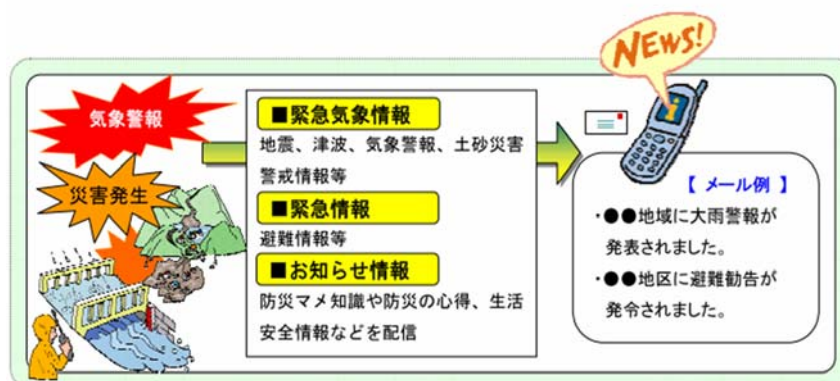 NEWS!
気象警報
災害発生
■緊急気象情報
地震、津波、気象警報、土砂災害
警戒情報等
■緊急情報
避難情報等
■お知らせ情報
防災マメ知識や防災の心得、生活
安全情報などを配信
【 メール例 】
・●●地域に大雨警報が
発表されました。
・●●地区に避難勧告が
発令されました。